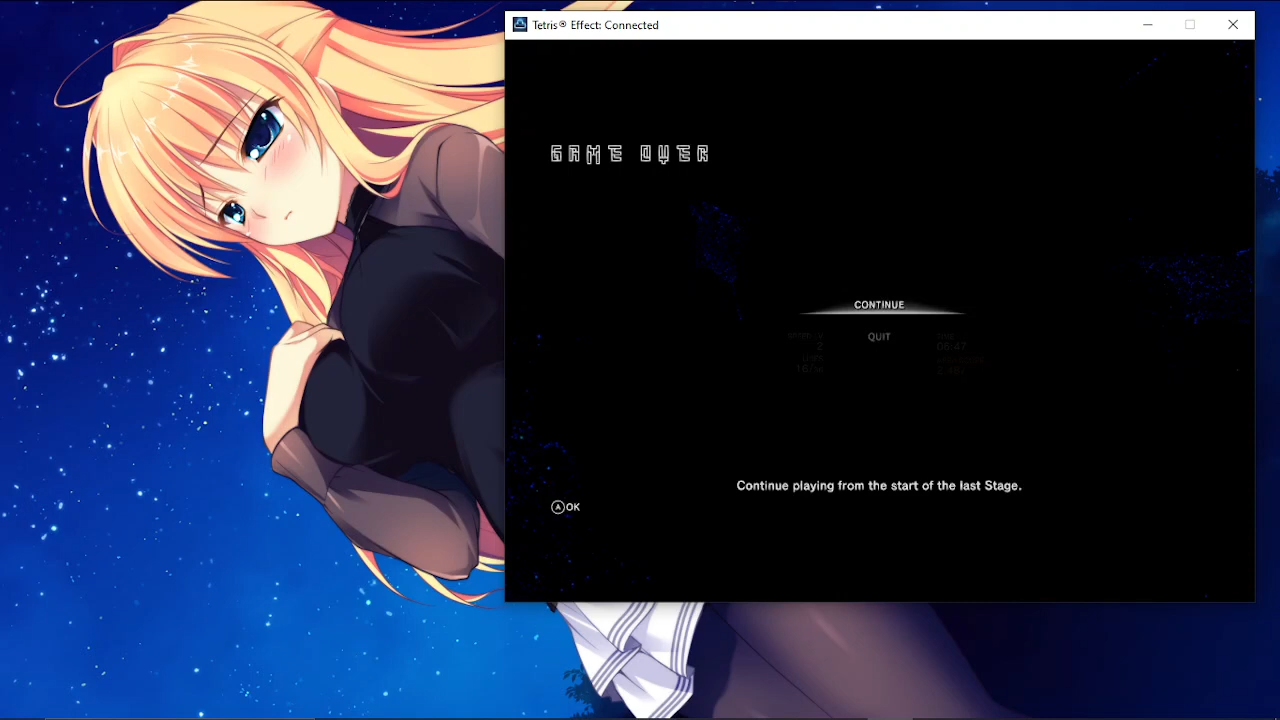 Tetris® Effect: Connected
GAME OVER
CONTINUE
QUIT
2
06:47
Continue playing from the start of the last Stage.
A OK